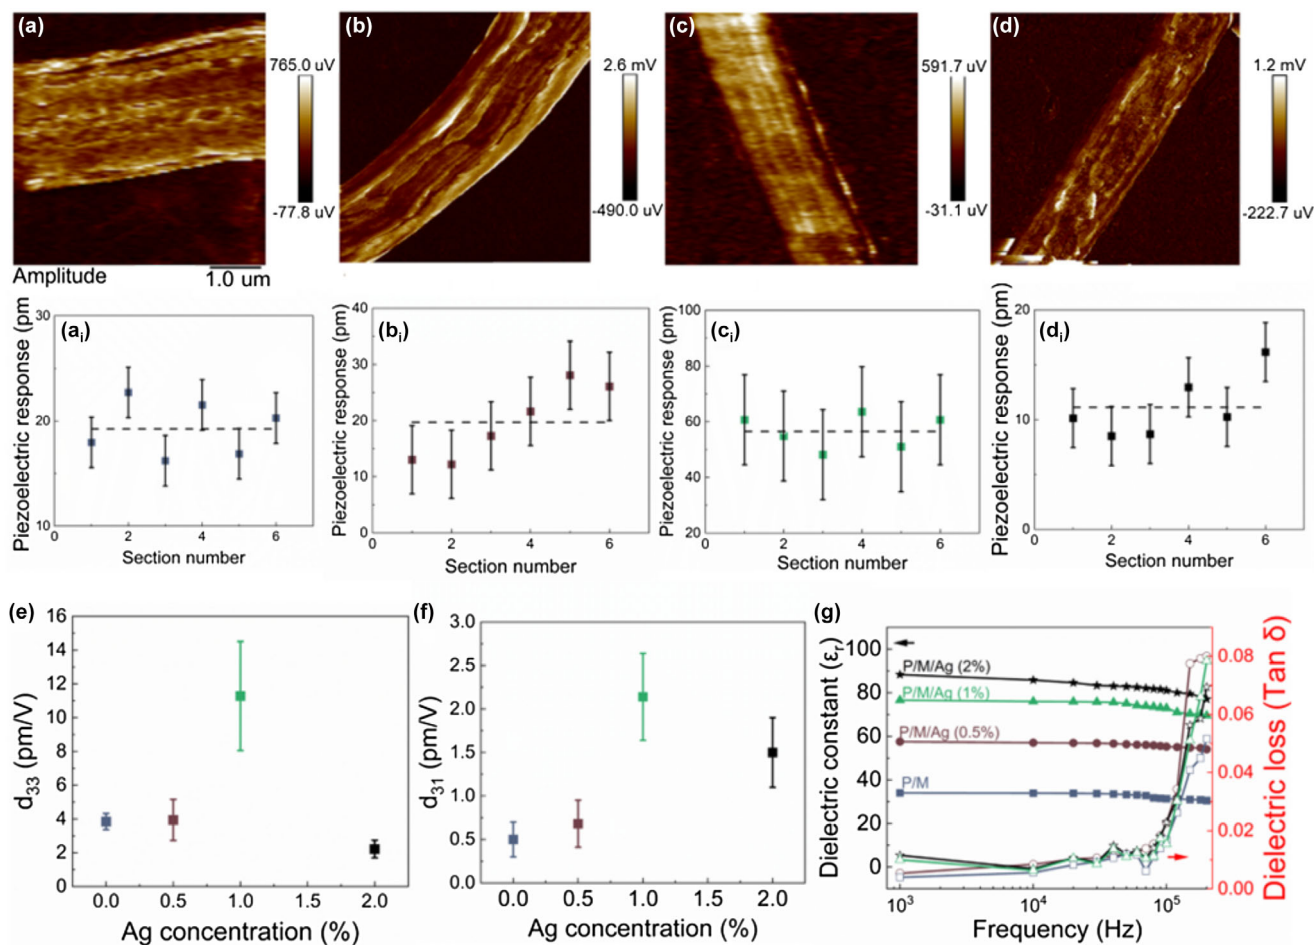 (a)
765.0 uV
-77.8 uV
Amplitude
1.0 um
(b)
2.6 mV
-490.0 uV
(c)
591.7 uV
-31.1 uV
(d)
1.2 mV
-222.7 uV
(ai)
Piezoelectric response (pm)
30
20
10
0
2
4
6
Section number
(bi)
Piezoelectric response (pm)
40
30
20
10
0
0
2
4
6
Section number
(ci)
Piezoelectric response (pm)
100
80
60
40
20
0
2
4
6
Section number
(di)
Piezoelectric response (pm)
20
10
0
0
2
4
6
Section number
(e)
d33 (pm/V)
16
14
12
10
8
6
4
2
0
0.0
0.5
1.0
2.0
Ag concentration (%)
(f)
d31 (pm/V)
3.0
2.5
2.0
1.5
1.0
0.5
0.0
0.0
0.5
1.0
2.0
Ag concentration (%)
(g)
Dielectric constant (εr)
100
80
60
40
20
0
P/M/Ag (2%)
P/M/Ag (1%)
P/M/Ag (0.5%)
P/M
10³
10⁴
10⁵
Frequency (Hz)
0.08
0.06
0.04
0.02
0.00
Dielectric loss (Tan δ)